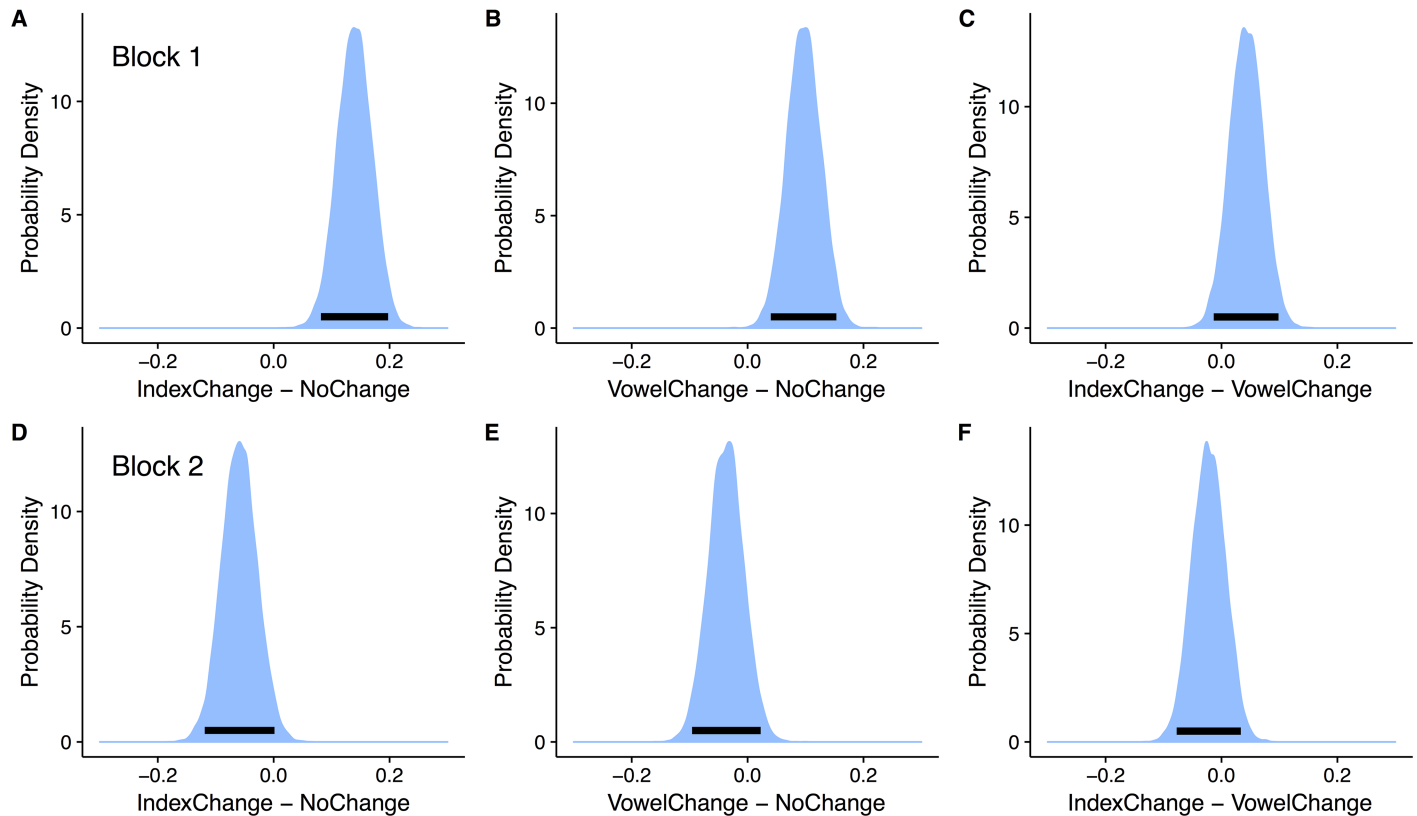 A
Block 1
Probability Density
10
5
0
−0.2 0.0 0.2
IndexChange − NoChange
B
Probability Density
10
5
0
−0.2 0.0 0.2
VowelChange − NoChange
C
Probability Density
10
5
0
−0.2 0.0 0.2
IndexChange − VowelChange
D
Block 2
Probability Density
10
5
0
−0.2 0.0 0.2
IndexChange − NoChange
E
Probability Density
10
5
0
−0.2 0.0 0.2
VowelChange − NoChange
F
Probability Density
10
5
0
−0.2 0.0 0.2
IndexChange − VowelChange